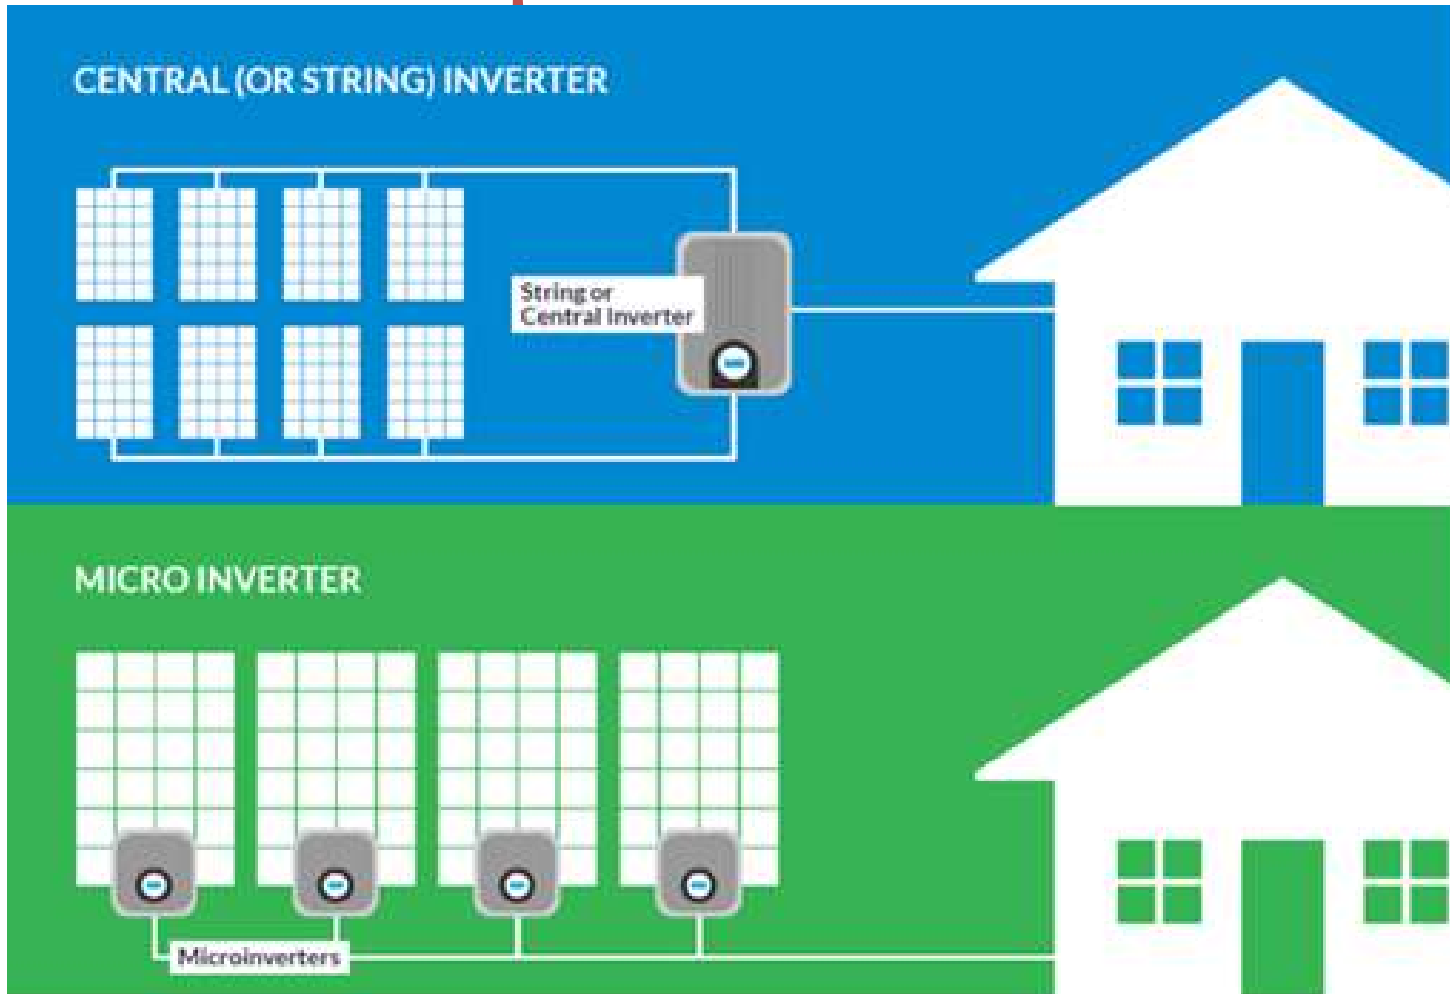 CENTRAL (OR STRING) INVERTER
String or
Central Inverter
MICRO INVERTER
Microinverters